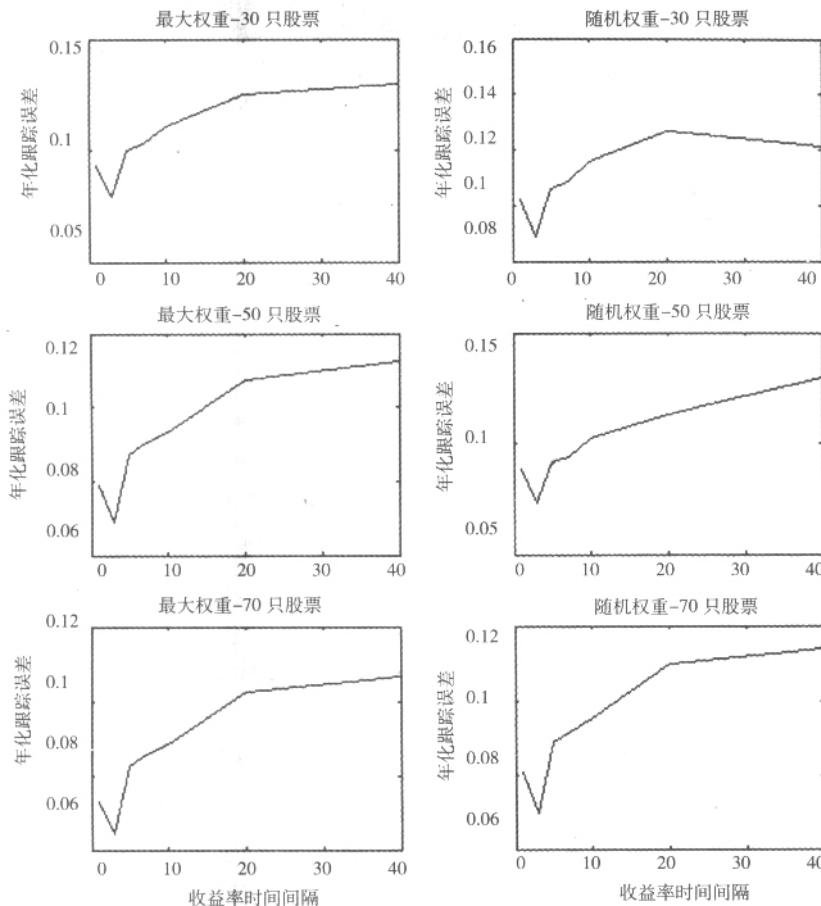 最大权重-30 只股票
0.15
0.1
0.05
年化跟踪误差
0 10 20 30 40
随机权重-30 只股票
0.16
0.14
0.12
0.1
0.08
年化跟踪误差
0 10 20 30 40
最大权重-50 只股票
0.12
0.1
0.08
0.06
年化跟踪误差
0 10 20 30 40
随机权重-50 只股票
0.15
0.1
0.05
年化跟踪误差
0 10 20 30 40
最大权重-70 只股票
0.12
0.1
0.08
0.06
年化跟踪误差
0 10 20 30 40
收益率时间间隔
随机权重-70 只股票
0.12
0.1
0.08
0.06
年化跟踪误差
0 10 20 30 40
收益率时间间隔